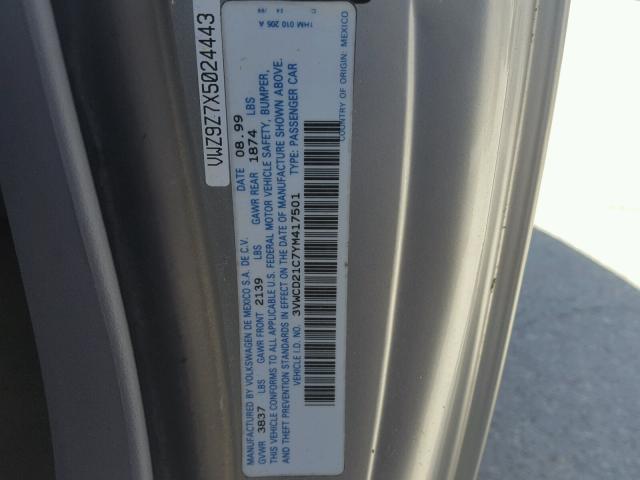 VWZ9Z7X5024443
MANUFACTURED BY VOLKSWAGEN DE MEXICO S.A. DE C.V. DATE 08.99
GVWR 3837 LBS GAWR FRONT 2139 LBS GAWR REAR 1874 LBS
THIS VEHICLE CONFORMS TO ALL APPLICABLE U.S. FEDERAL MOTOR VEHICLE SAFETY, BUMPER,
AND THEFT PREVENTION STANDARDS IN EFFECT ON THE DATE OF MANUFACTURE SHOWN ABOVE.
VEHICLE I.D. NO. 3VWCD21C7YM417501 TYPE: PASSENGER CAR
COUNTRY OF ORIGIN: MEXICO
1HM 010 205 A